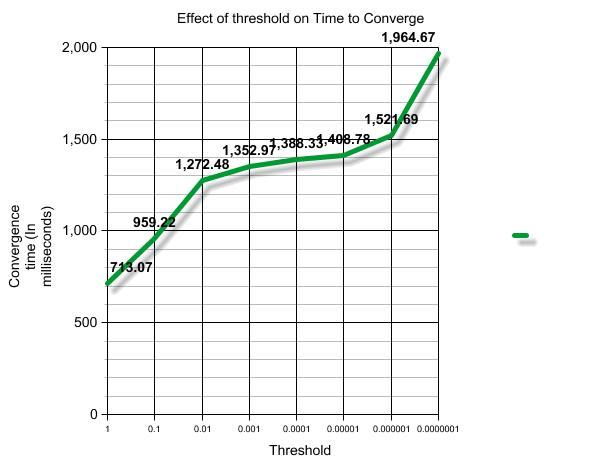 Effect of threshold on Time to Converge
1,964.67
2,000
1,521.69
1,500
1,408.78
1,388.33
1,352.97
1,272.48
1,000
959.22
713.07
500
0
Convergence
time (In
milliseconds)
1 0.1 0.01 0.001 0.0001 0.00001 0.000001 0.0000001
Threshold